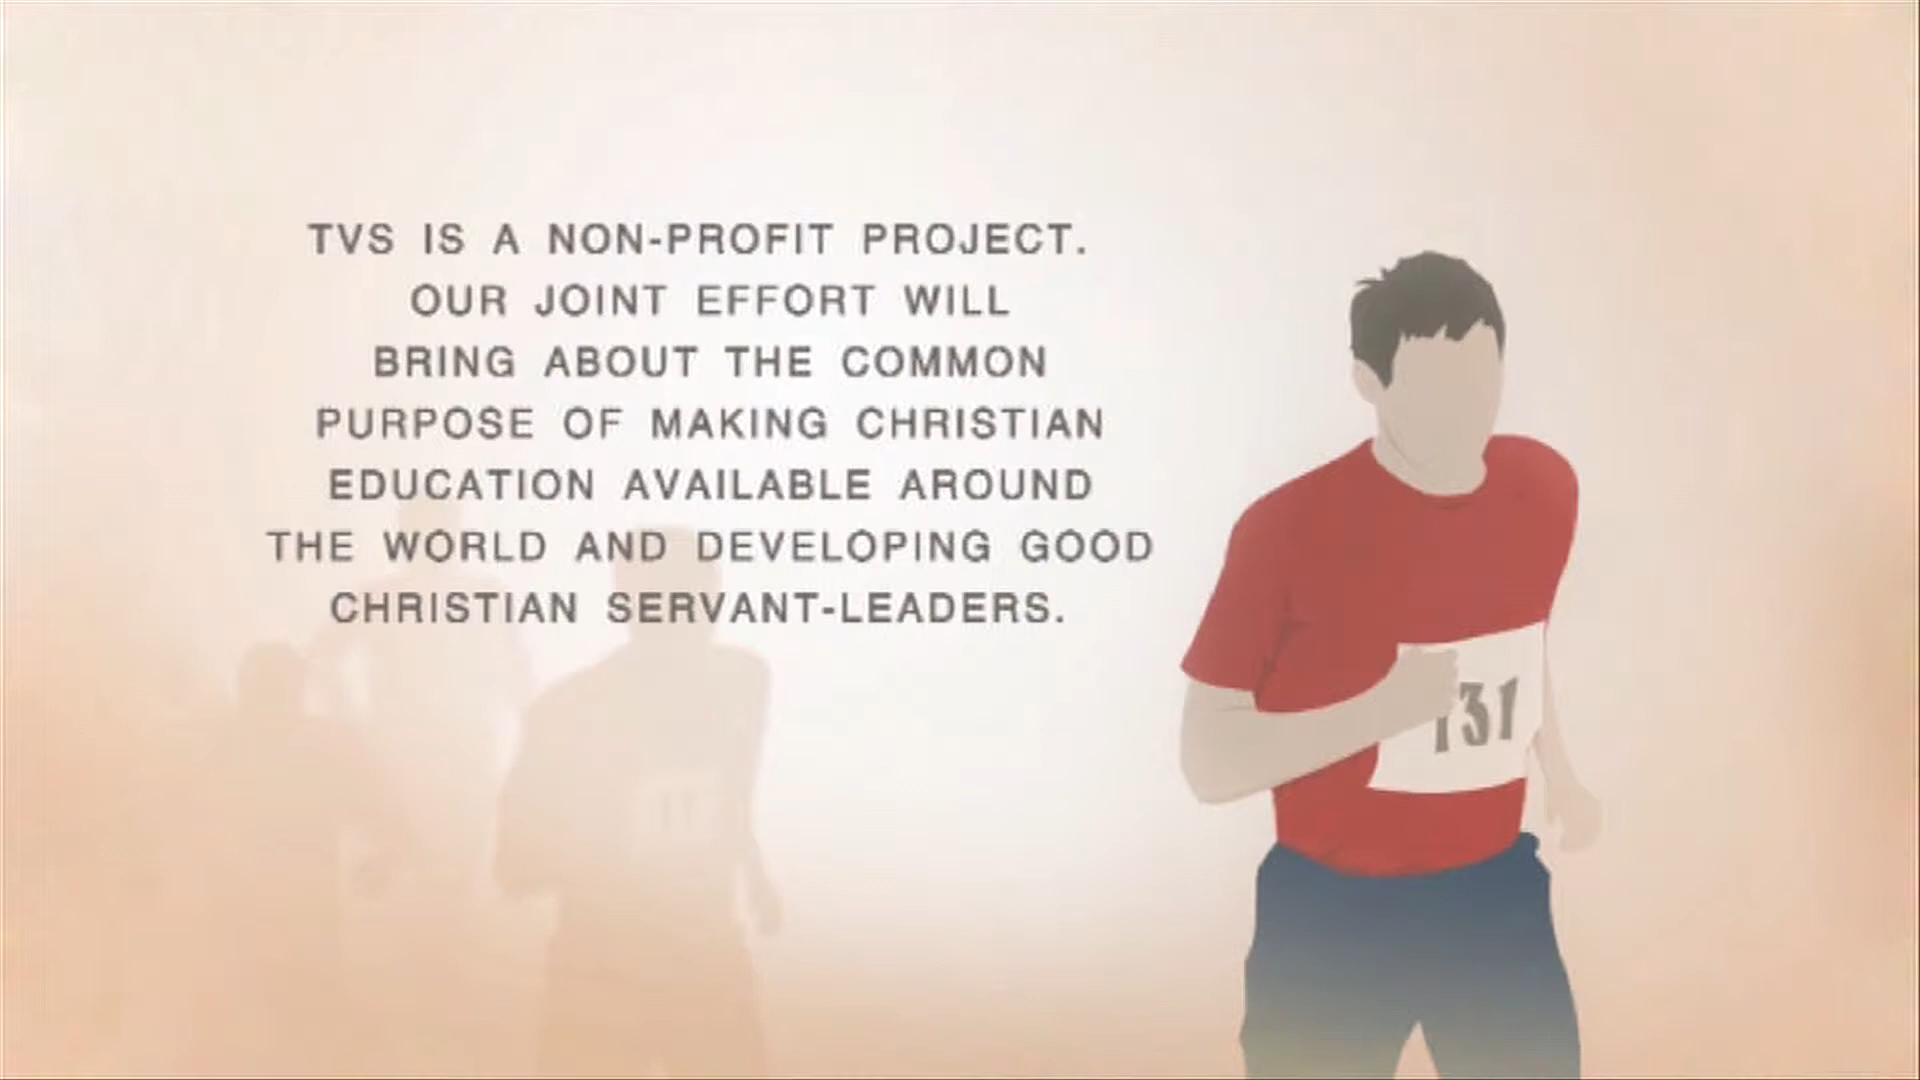 TVS IS A NON-PROFIT PROJECT.
OUR JOINT EFFORT WILL
BRING ABOUT THE COMMON
PURPOSE OF MAKING CHRISTIAN
EDUCATION AVAILABLE AROUND
THE WORLD AND DEVELOPING GOOD
CHRISTIAN SERVANT-LEADERS.
131